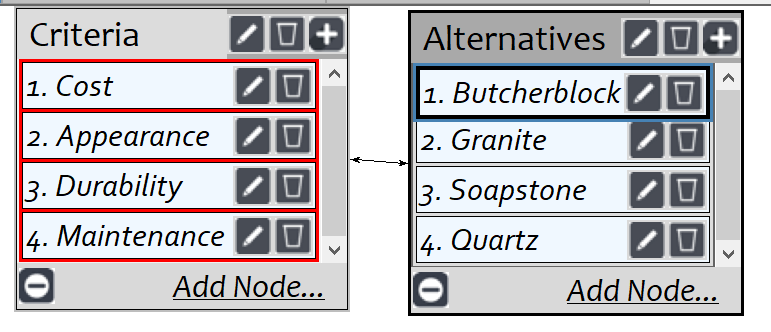 Criteria
1. Cost
2. Appearance
3. Durability
4. Maintenance
Add Node...
Alternatives
1. Butcherblock
2. Granite
3. Soapstone
4. Quartz
Add Node...